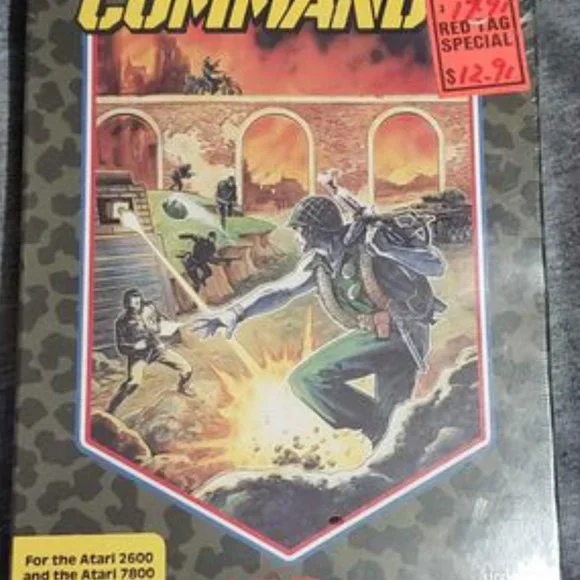 COMMAND
RED TAG
SPECIAL
$12.91
For the Atari 2600
and the Atari 7800